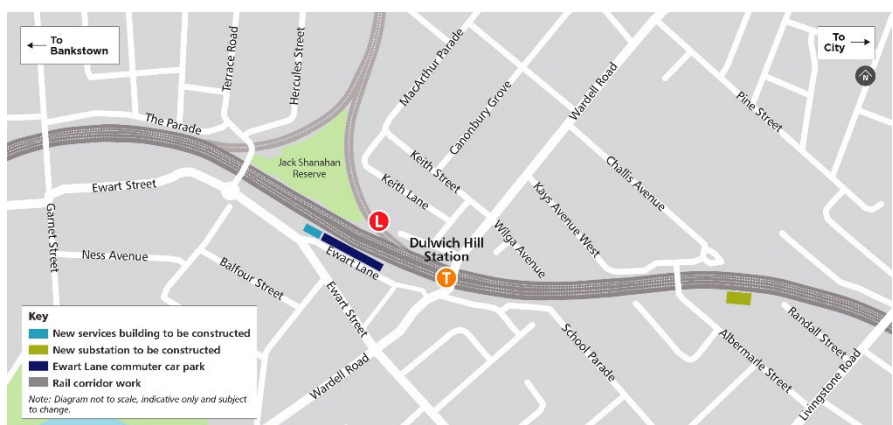 To
Bankstown
To
City
N
Terrace Road
Hercules Street
MacArthur Parade
Canonbury Grove
Wardell Road
Pine Street
The Parade
Jack Shanahan
Reserve
Keith Street
Keith Lane
Challis Avenue
Ewart Street
Garnet Street
Ness Avenue
Balfour Street
L
Dulwich Hill
Station
T
Wilga Avenue
Kays Avenue West
Ewart Lane
Ewart Street
Wardell Road
School Parade
Albermarle Street
Randall Street
Livingstone Road
Key
New services building to be constructed
New substation to be constructed
Ewart Lane commuter car park
Rail corridor work
Note: Diagram not to scale, indicative only and subject
to change.